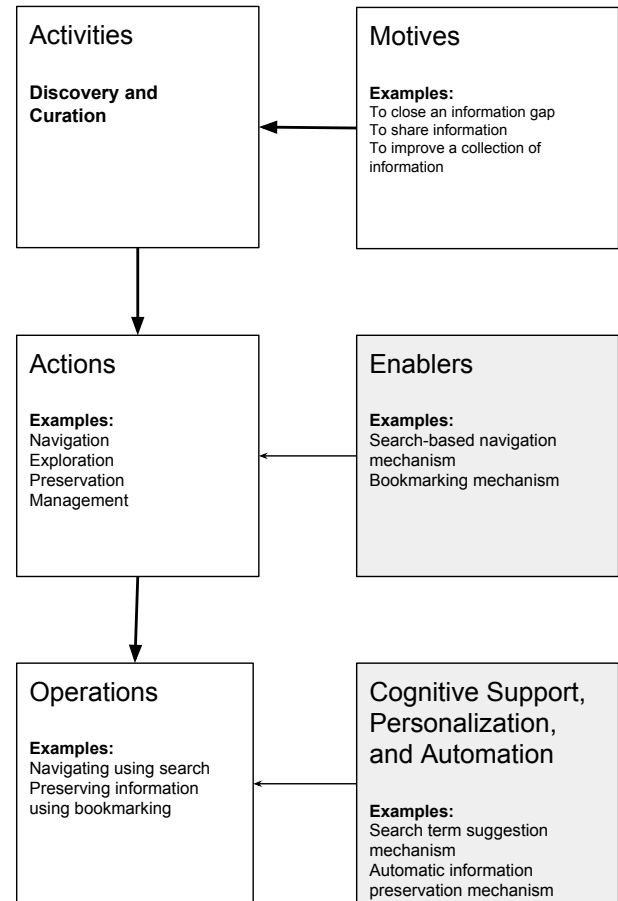 Activities
Discovery and
Curation
Motives
Examples:
To close an information gap
To share information
To improve a collection of
information
Actions
Examples:
Navigation
Exploration
Preservation
Management
Enablers
Examples:
Search-based navigation
mechanism
Bookmarking mechanism
Operations
Examples:
Navigating using search
Preserving information
using bookmarking
Cognitive Support,
Personalization,
and Automation
Examples:
Search term suggestion
mechanism
Automatic information
preservation mechanism